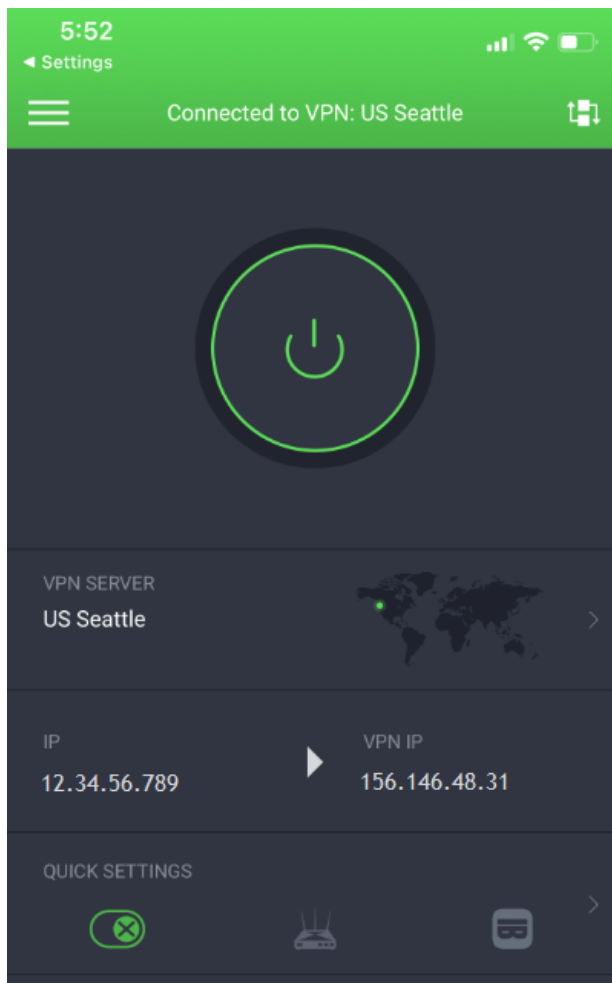 5:52
◀ Settings
Connected to VPN: US Seattle
VPN SERVER
US Seattle
IP
12.34.56.789
VPN IP
156.146.48.31
QUICK SETTINGS